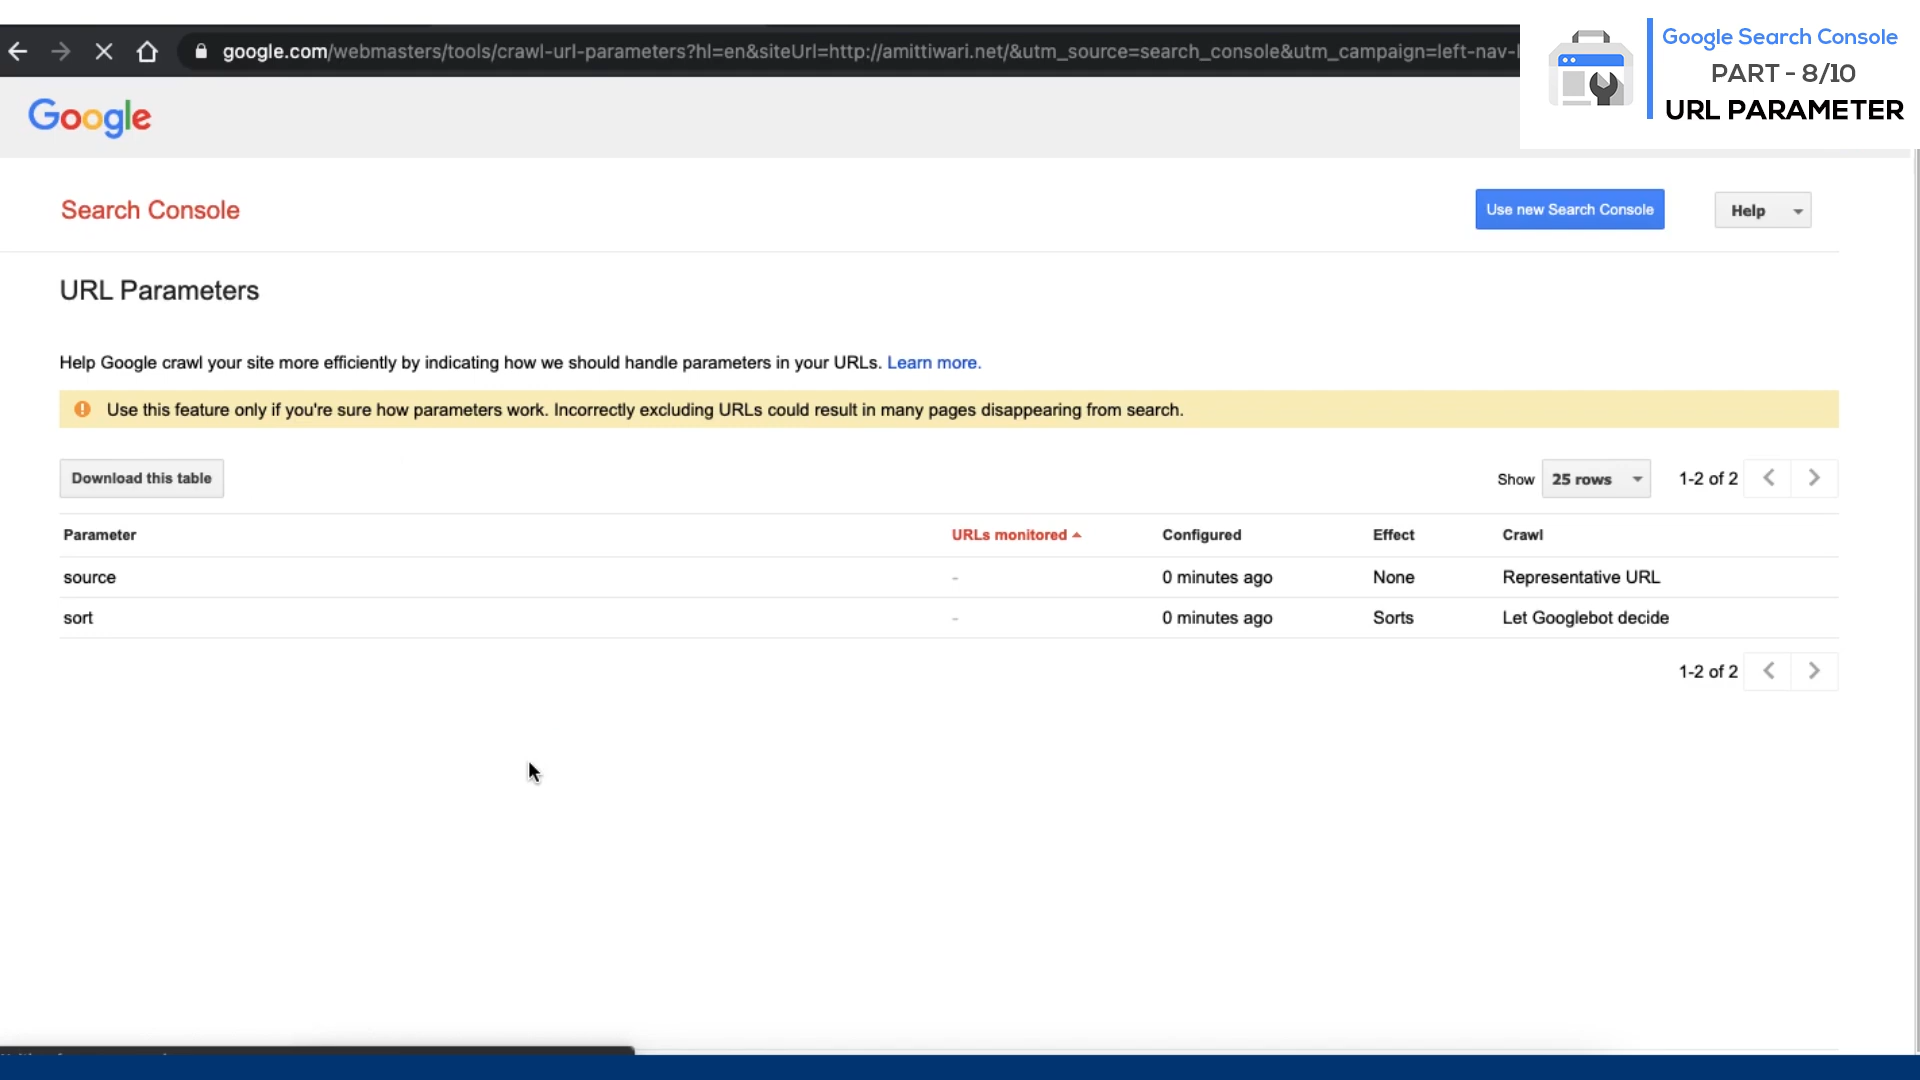 google.com/webmasters/tools/crawl-url-parameters?hl=en&siteUrl=http://amittiwari.net/&utm_source=search_console&utm_campaign=left-nav-
Google Search Console
PART - 8/10
URL PARAMETER
Google
Search Console
Use new Search Console
Help
URL Parameters
Help Google crawl your site more efficiently by indicating how we should handle parameters in your URLs. Learn more.
Use this feature only if you're sure how parameters work. Incorrectly excluding URLs could result in many pages disappearing from search.
Download this table
Show 25 rows 1-2 of 2
Parameter URLs monitored Configured Effect Crawl
source - 0 minutes ago None Representative URL
sort - 0 minutes ago Sorts Let Googlebot decide
1-2 of 2